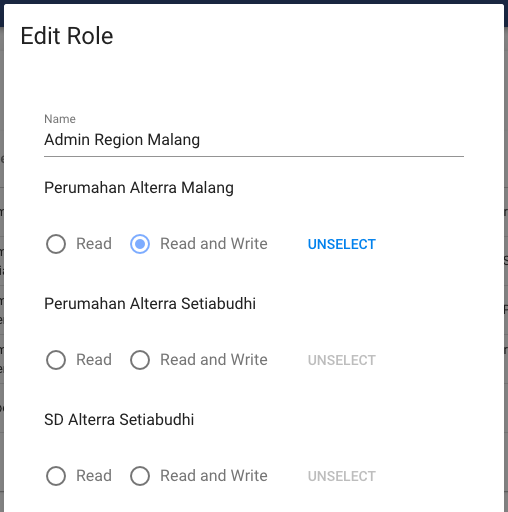 Edit Role
Name
Admin Region Malang
Perumahan Alterra Malang
Read Read and Write UNSELECT
Perumahan Alterra Setiabudhi
Read Read and Write UNSELECT
SD Alterra Setiabudhi
Read Read and Write UNSELECT